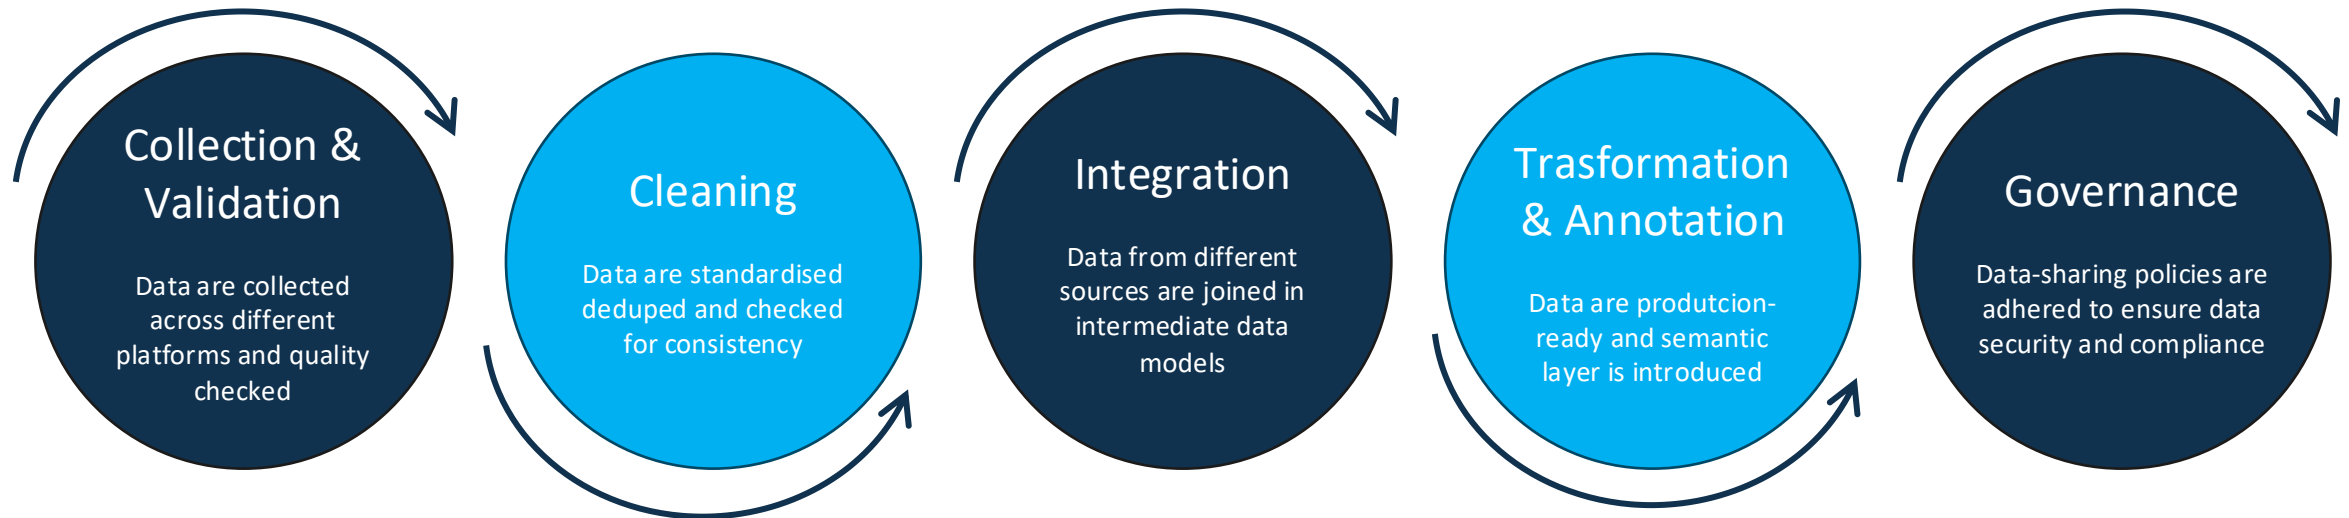 Collection &
Validation
Data are collected
across different
platforms and quality
checked
Cleaning
Data are standardised
deduped and checked
for consistency
Integration
Data from different
sources are joined in
intermediate data
models
Trasformation
& Annotation
Data are produtcion-
ready and semantic
layer is introduced
Governance
Data-sharing policies are
adhered to ensure data
security and compliance